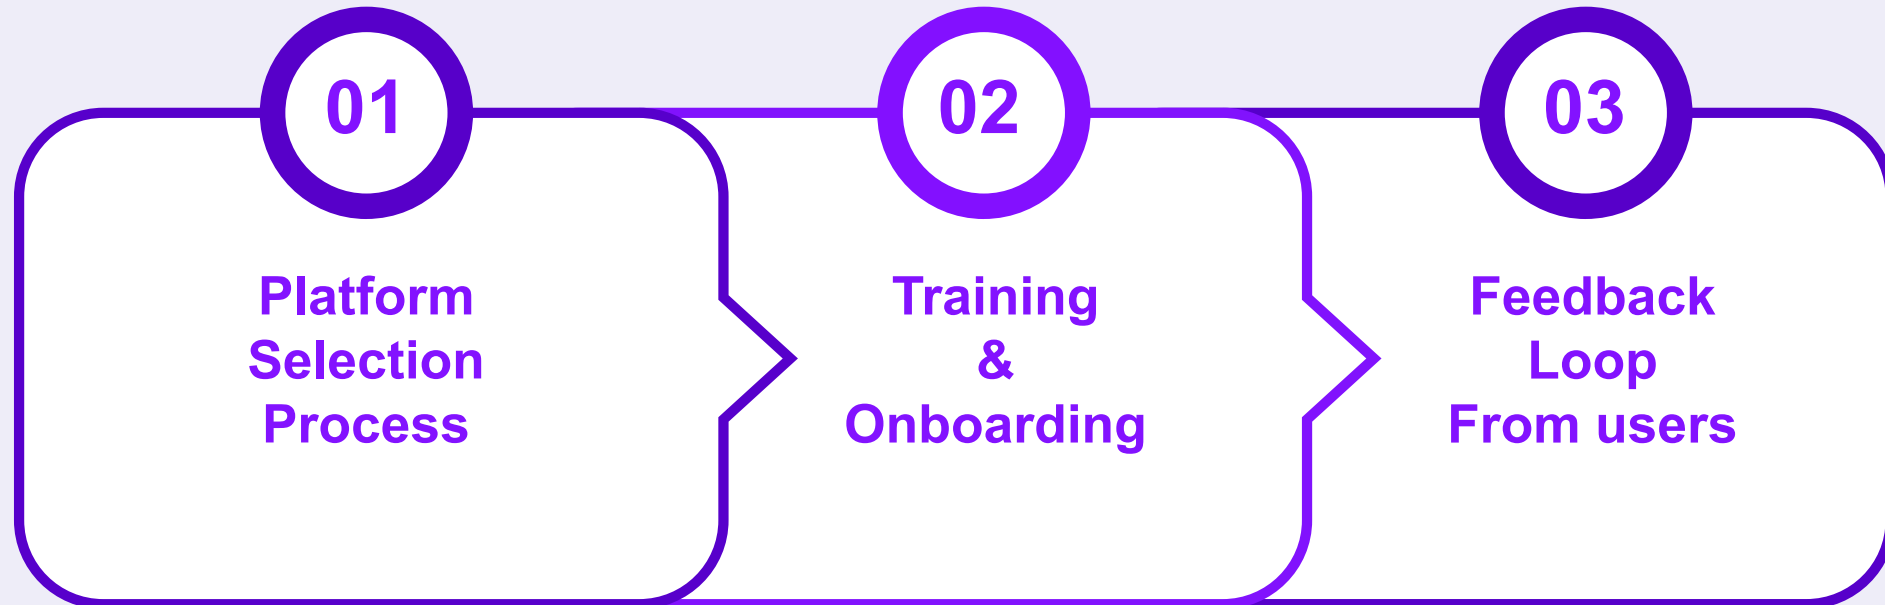 01
Platform
Selection
Process
02
Training
&
Onboarding
03
Feedback
Loop
From users